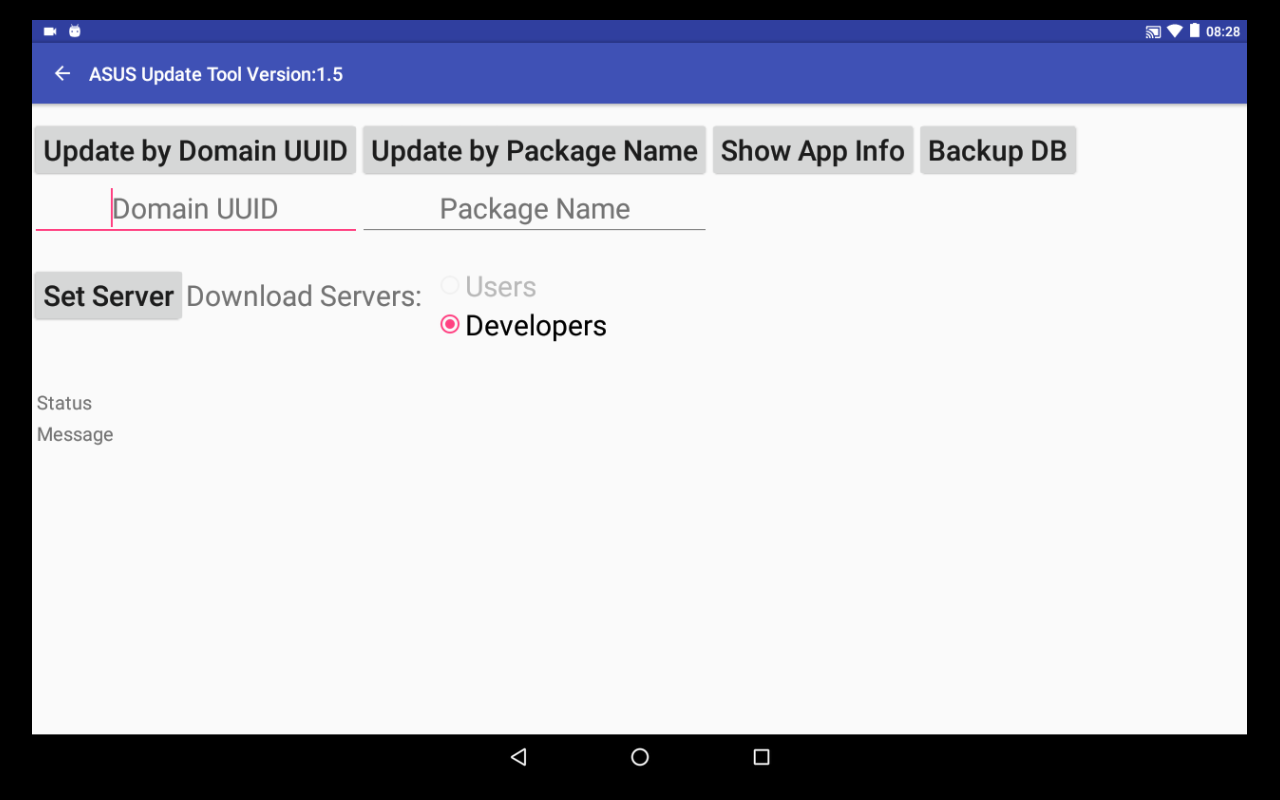 08:28
ASUS Update Tool Version:1.5
Update by Domain UUID Update by Package Name Show App Info Backup DB
Domain UUID Package Name
Set Server Download Servers: Users
Developers
Status
Message